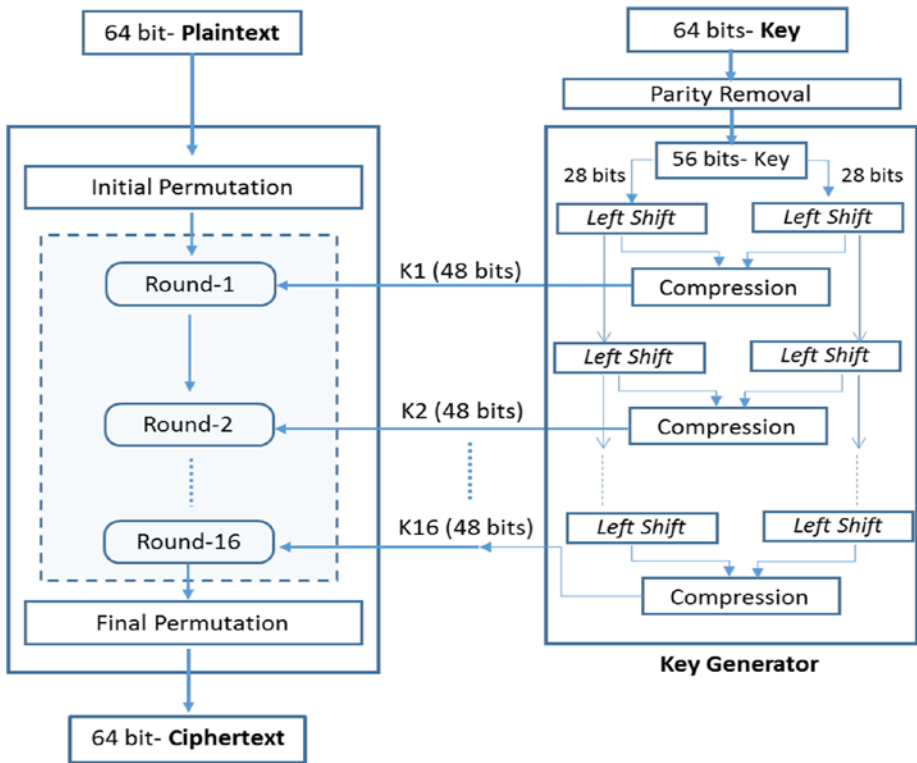 64 bit- Plaintext
Initial Permutation
Round-1
Round-2
Round-16
Final Permutation
64 bit- Ciphertext
K1 (48 bits)
K2 (48 bits)
K16 (48 bits)
64 bits- Key
Parity Removal
56 bits- Key
28 bits
28 bits
Left Shift
Left Shift
Compression
Left Shift
Left Shift
Compression
Left Shift
Left Shift
Compression
Key Generator